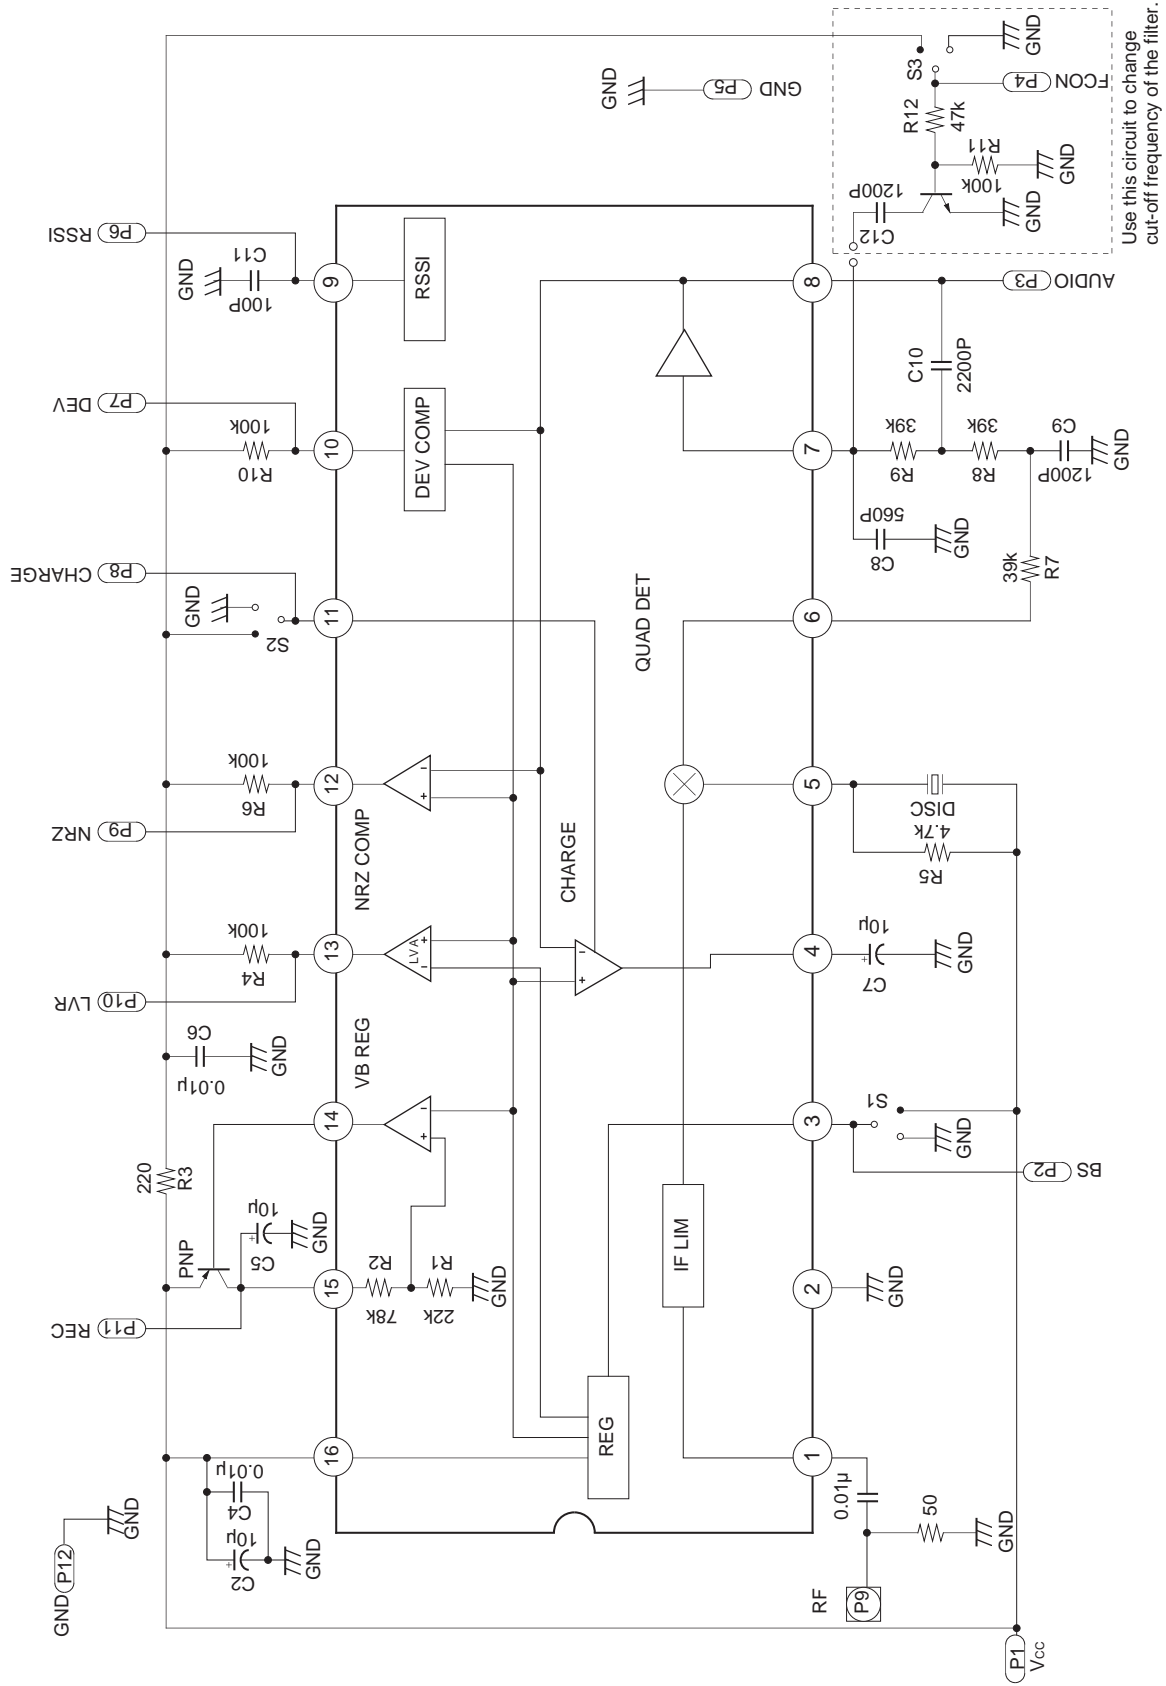 GND P12
GND
REC P11
LVR P10
NRZ P9
CHARGE P8
DEV P7
RSSI P6
GND
P5 GND
C2
10μ
C4
0.01μ
GND
PNP
220
R3
C5
10μ
GND
0.01μ
C6
GND
R4
100k
R6
100k
S2
GND
R10
100k
100P
C11
GND
16
15
14
13
12
11
10
9
R2
78k
R1
22k
GND
VB REG
LVA
NRZ COMP
CHARGE
DEV COMP
RSSI
REG
IF LIM
QUAD DET
+
-
-
+
+
-
+
-
1
2
3
4
5
6
7
8
0.01μ
RF
P9
50
GND
GND
S1
GND
P2 BS
C7
10μ
+
GND
R5
4.7k
DISC
39k
R7
C8
560P
GND
R9
39k
R8
39k
C10
2200P
1200P
C9
GND
P3 AUDIO
C12
1200P
R12
47k
R11
100k
GND
GND
S3
GND
P4 FCON
Use this circuit to change
cut-off frequency of the filter.
P1
Vcc